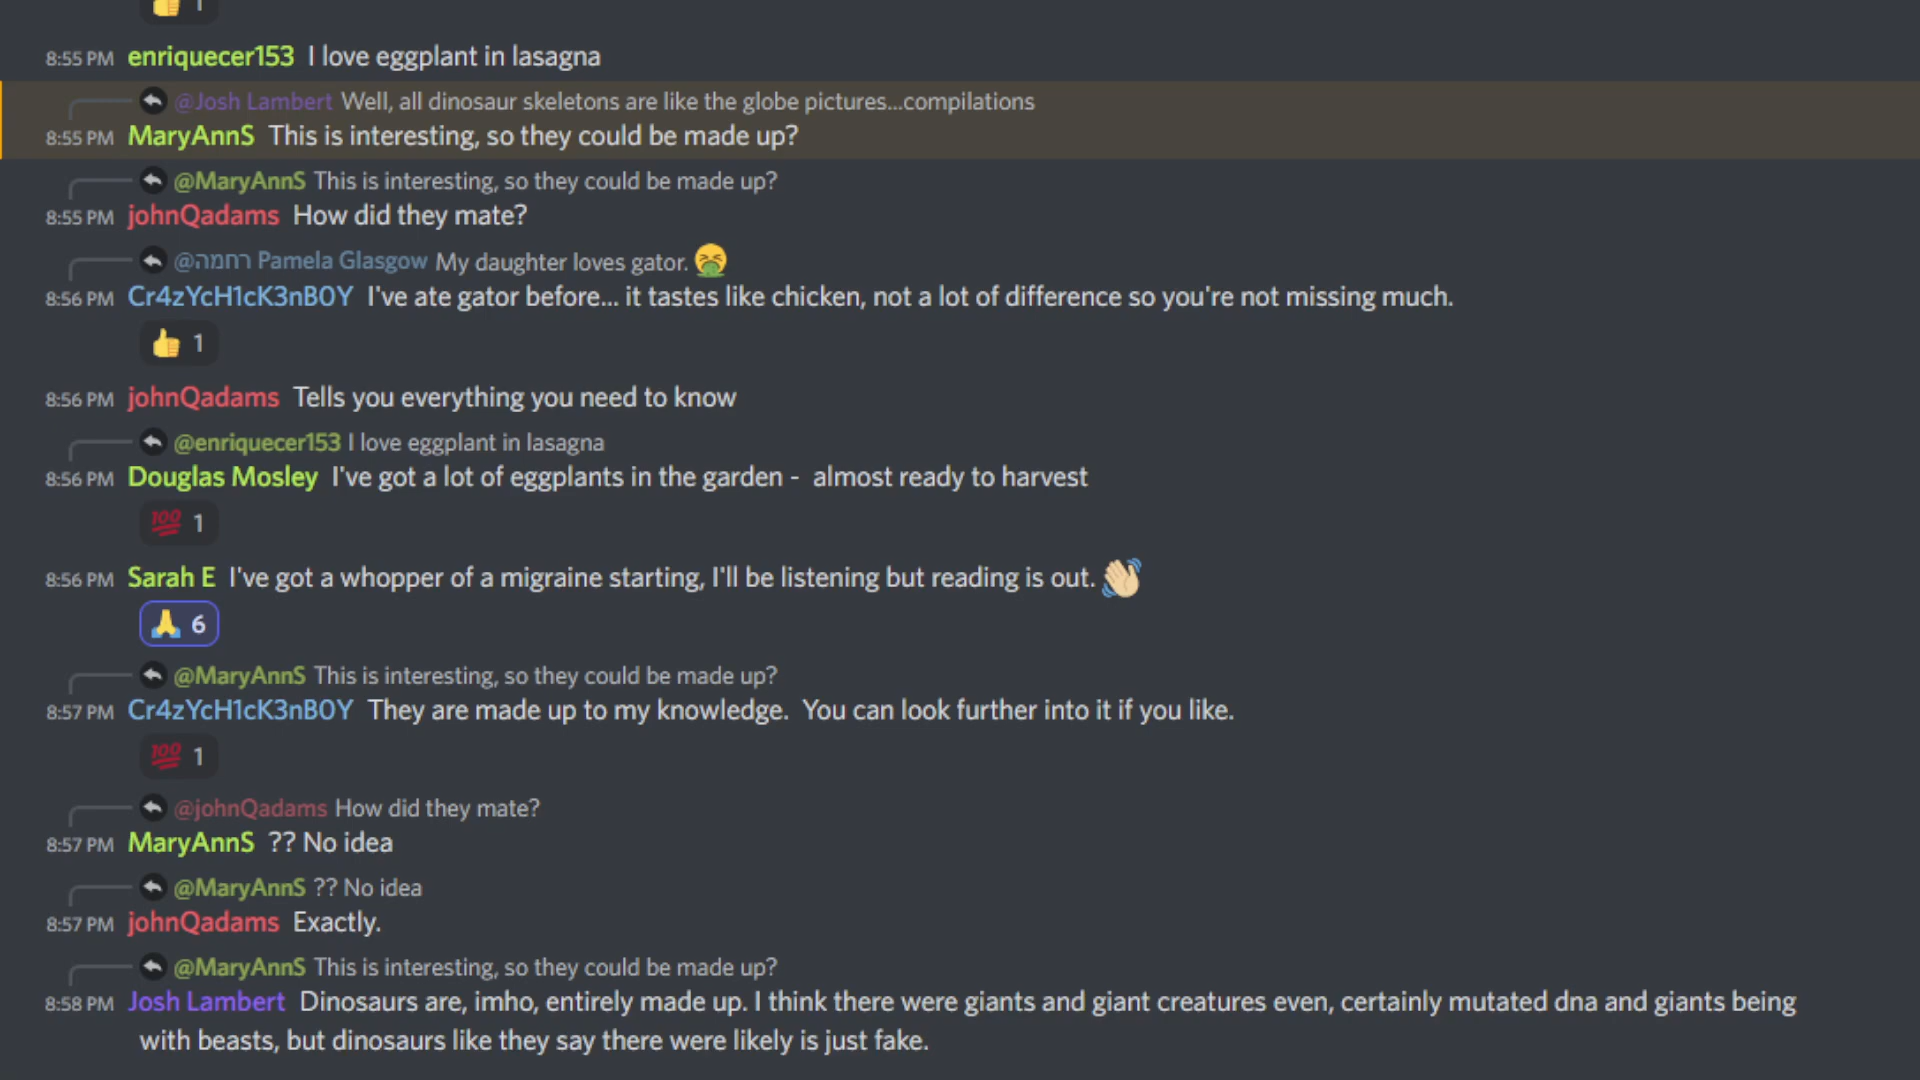 1
8:55 PM enriquecer153 I love eggplant in lasagna
@Josh Lambert Well, all dinosaur skeletons are like the globe pictures...compilations
8:55 PM MaryAnnS This is interesting, so they could be made up?
@MaryAnnS This is interesting, so they could be made up?
8:55 PM johnQadams How did they mate?
@רחמה Pamela Glasgow My daughter loves gator. 🤮
8:56 PM Cr4zYcH1cK3nB0Y I've ate gator before... it tastes like chicken, not a lot of difference so you're not missing much.
👍 1
8:56 PM johnQadams Tells you everything you need to know
@enriquecer153 I love eggplant in lasagna
8:56 PM Douglas Mosley I've got a lot of eggplants in the garden - almost ready to harvest
💯 1
8:56 PM Sarah E I've got a whopper of a migraine starting, I'll be listening but reading is out. 👋🏼
🙏 6
@MaryAnnS This is interesting, so they could be made up?
8:57 PM Cr4zYcH1cK3nB0Y They are made up to my knowledge. You can look further into it if you like.
💯 1
@johnQadams How did they mate?
8:57 PM MaryAnnS ?? No idea
@MaryAnnS ?? No idea
8:57 PM johnQadams Exactly.
@MaryAnnS This is interesting, so they could be made up?
8:58 PM Josh Lambert Dinosaurs are, imho, entirely made up. I think there were giants and giant creatures even, certainly mutated dna and giants being
with beasts, but dinosaurs like they say there were likely is just fake.